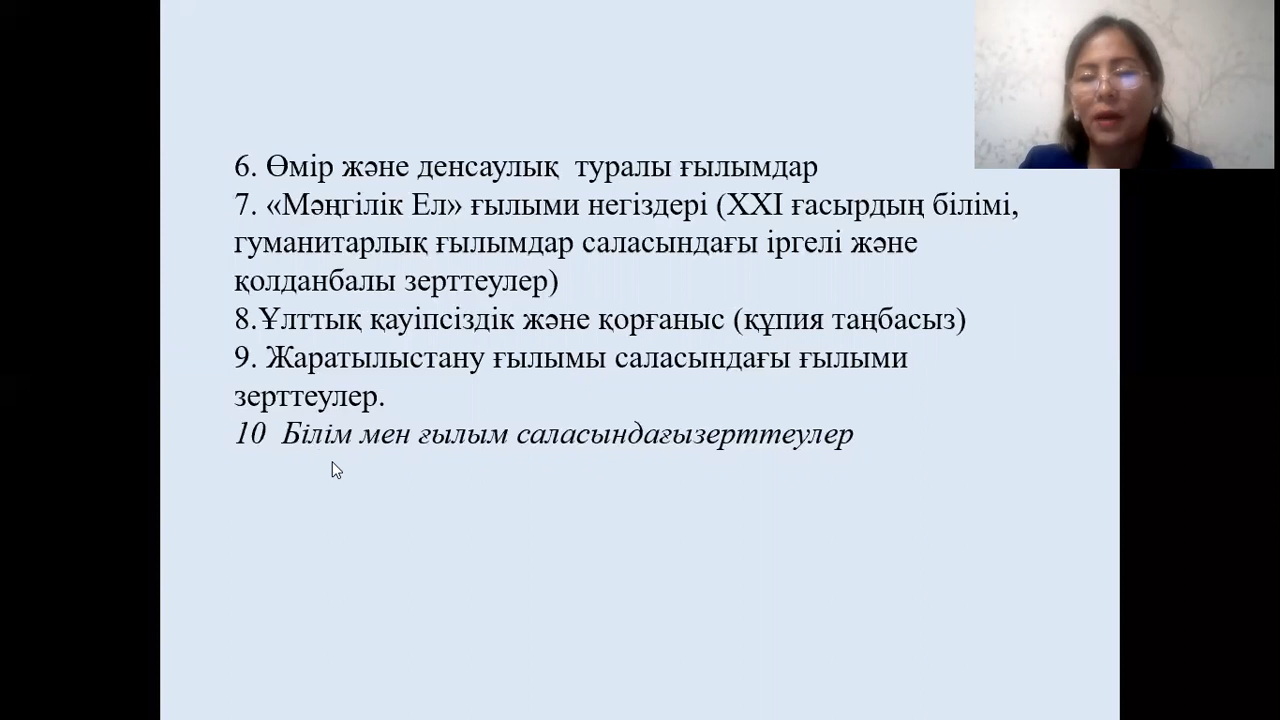 6. Өмір және денсаулық  туралы ғылымдар
7. «Мәңгілік Ел» ғылыми негіздері (XXI ғасырдың білімі,
гуманитарлық ғылымдар саласындағы іргелі және
қолданбалы зерттеулер)
8.Ұлттық қауіпсіздік және қорғаныс (құпия таңбасыз)
9. Жаратылыстану ғылымы саласындағы ғылыми
зерттеулер.
10  Білім мен ғылым саласындағызерттеулер